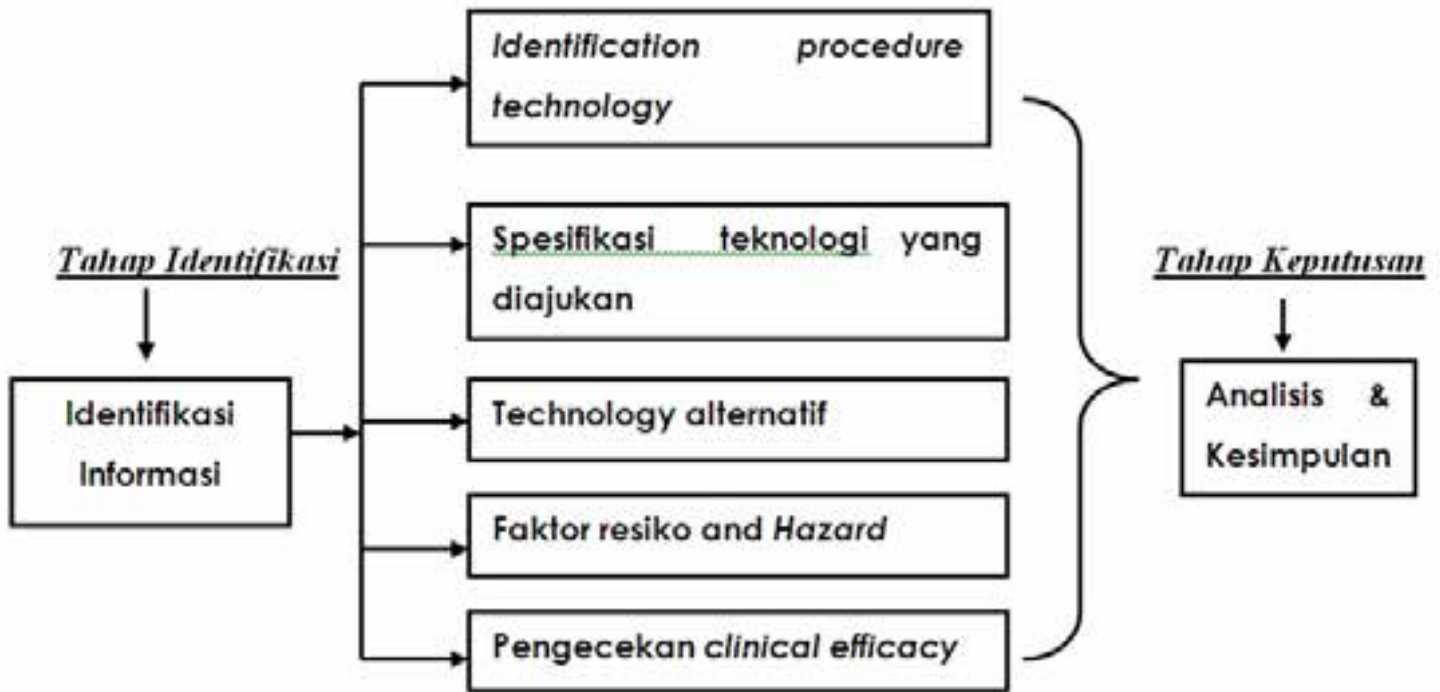 Tahap Identifikasi
Identifikasi
Informasi
Identification procedure
technology
Spesifikasi teknologi yang
diajukan
Technology alternatif
Faktor resiko and Hazard
Pengecekan clinical efficacy
Tahap Keputusan
Analisis &
Kesimpulan